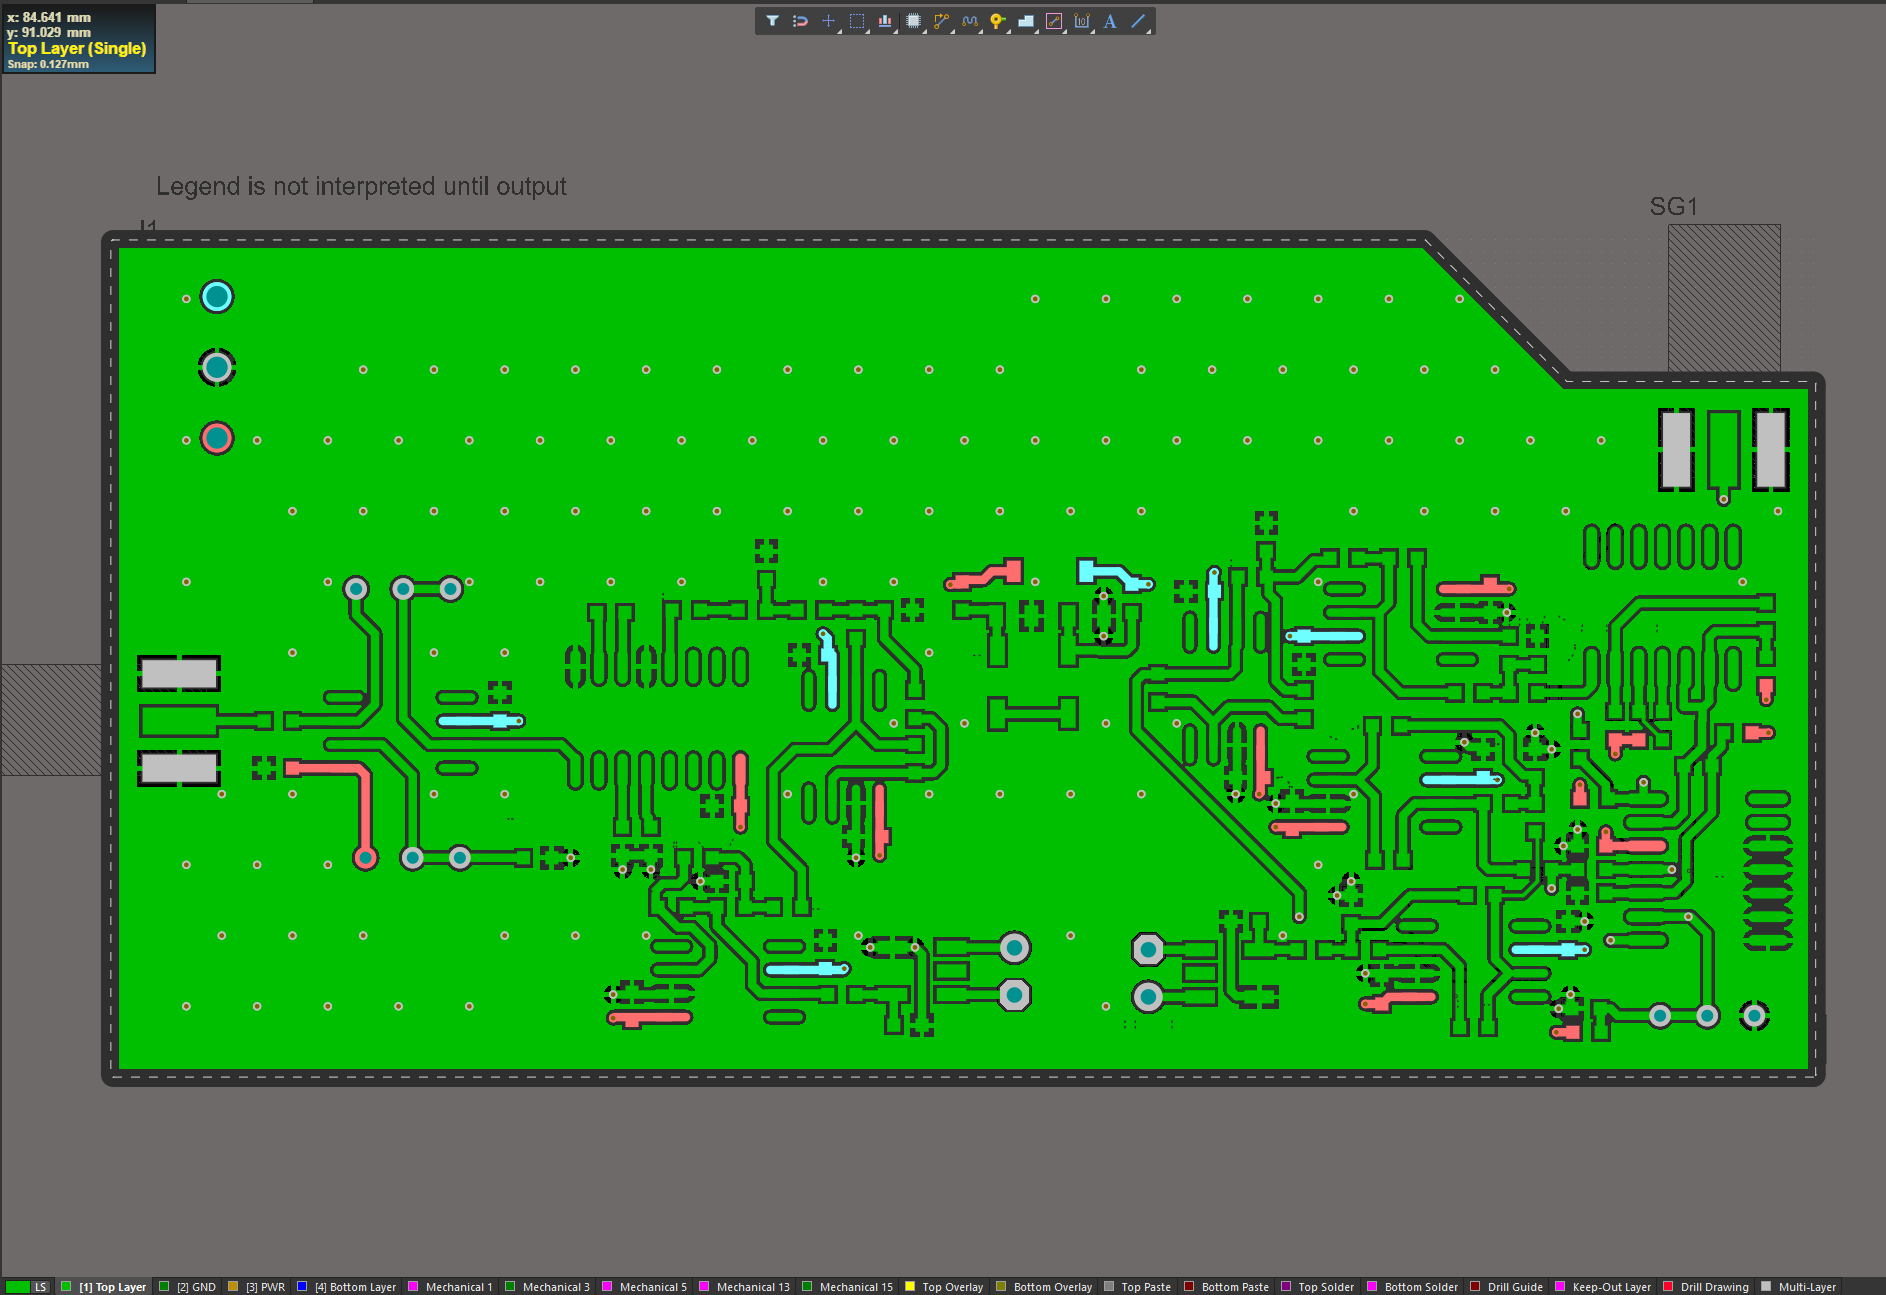 x: 84.641 mm
y: 91.029 mm
Top Layer (Single)
Snap: 0.127mm
Legend is not interpreted until output
SG1
J1
LS [1] Top Layer [2] GND [3] PWR [4] Bottom Layer Mechanical 1 Mechanical 3 Mechanical 5 Mechanical 13 Mechanical 15 Top Overlay Bottom Overlay Top Paste Bottom Paste Top Solder Bottom Solder Drill Guide Keep-Out Layer Drill Drawing Multi-Layer